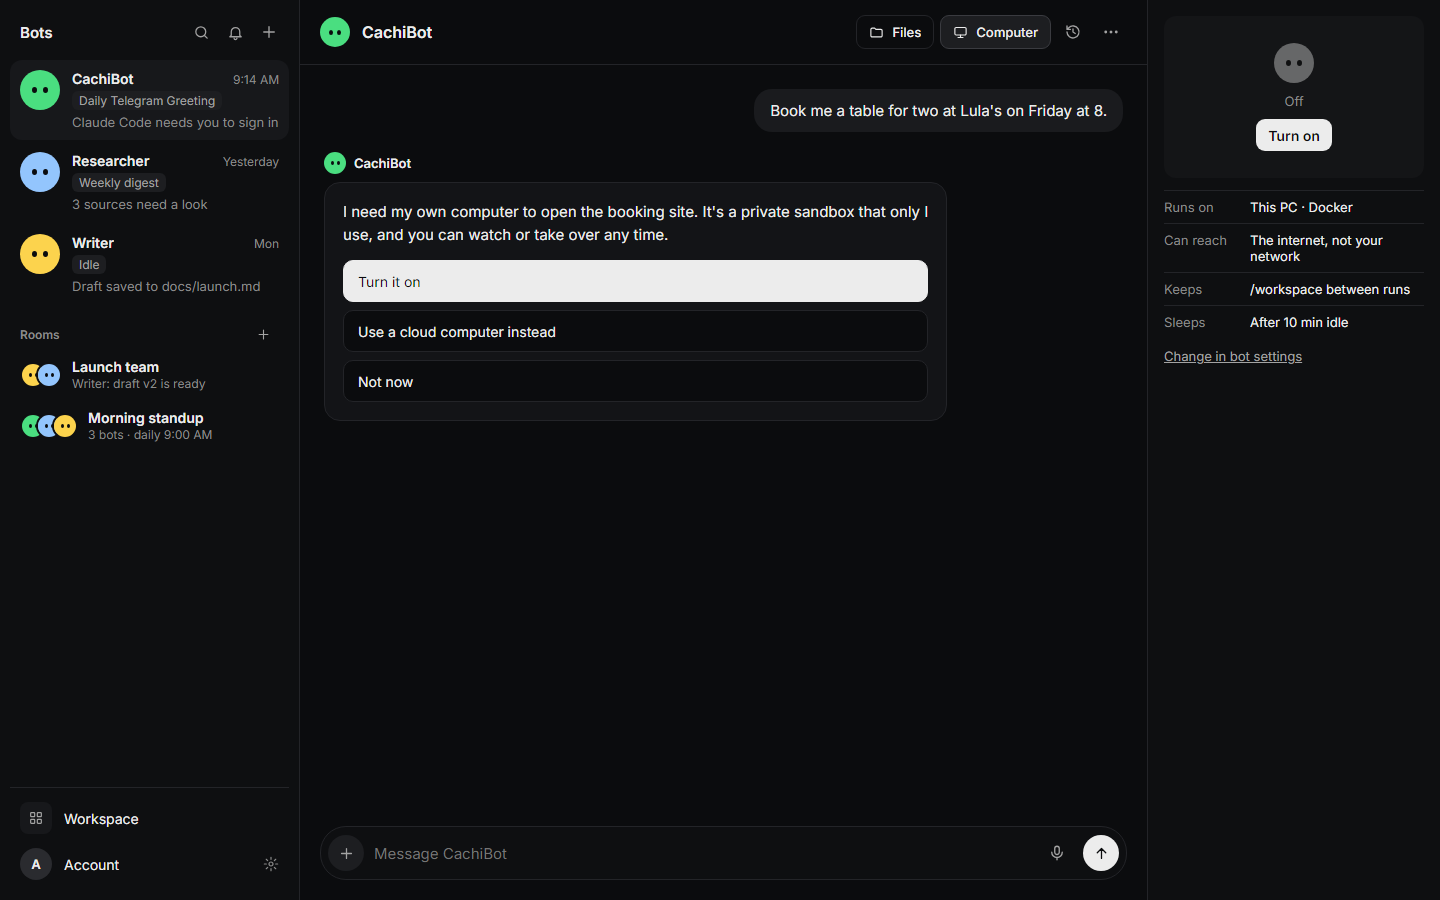 Bots
CachiBot
9:14 AM
Daily Telegram Greeting
Claude Code needs you to sign in
Researcher
Yesterday
Weekly digest
3 sources need a look
Writer
Mon
Idle
Draft saved to docs/launch.md
Rooms
Launch team
Writer: draft v2 is ready
Morning standup
3 bots · daily 9:00 AM
Workspace
A
Account
CachiBot
Files
Computer
Book me a table for two at Lula's on Friday at 8.
CachiBot
I need my own computer to open the booking site. It's a private sandbox that only I
use, and you can watch or take over any time.
Turn it on
Use a cloud computer instead
Not now
Message CachiBot
Off
Turn on
Runs on
This PC · Docker
Can reach
The internet, not your
network
Keeps
/workspace between runs
Sleeps
After 10 min idle
Change in bot settings